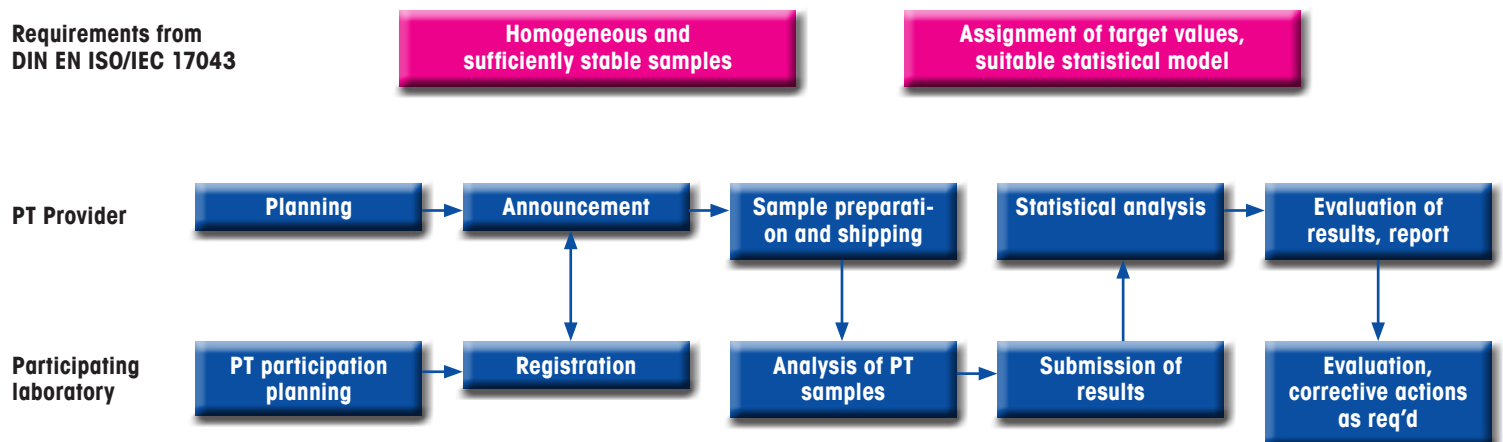 Requirements from
DIN EN ISO/IEC 17043
Homogeneous and
sufficiently stable samples
Assignment of target values,
suitable statistical model
PT Provider
Planning
Announcement
Sample preparati-
on and shipping
Statistical analysis
Evaluation of
results, report
Participating
laboratory
PT participation
planning
Registration
Analysis of PT
samples
Submission of
results
Evaluation,
corrective actions
as req'd